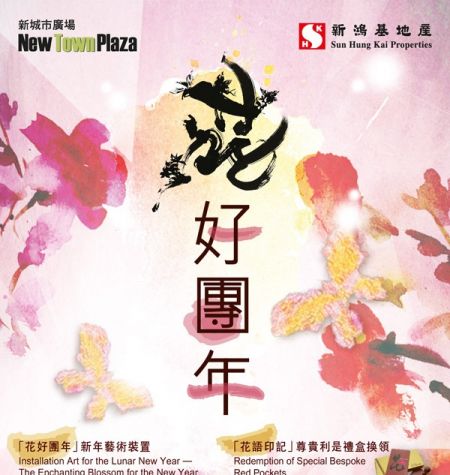 新城市廣場
New Town Plaza
新鴻基地產
Sun Hung Kai Properties
花
好
團
年
「花好團年」新年藝術裝置
Installation Art for the Lunar New Year —
The Enchanting Blossom for the New Year
「花語印記」尊貴利是禮盒換領
Redemption of Special Bespoke
Red Pockets